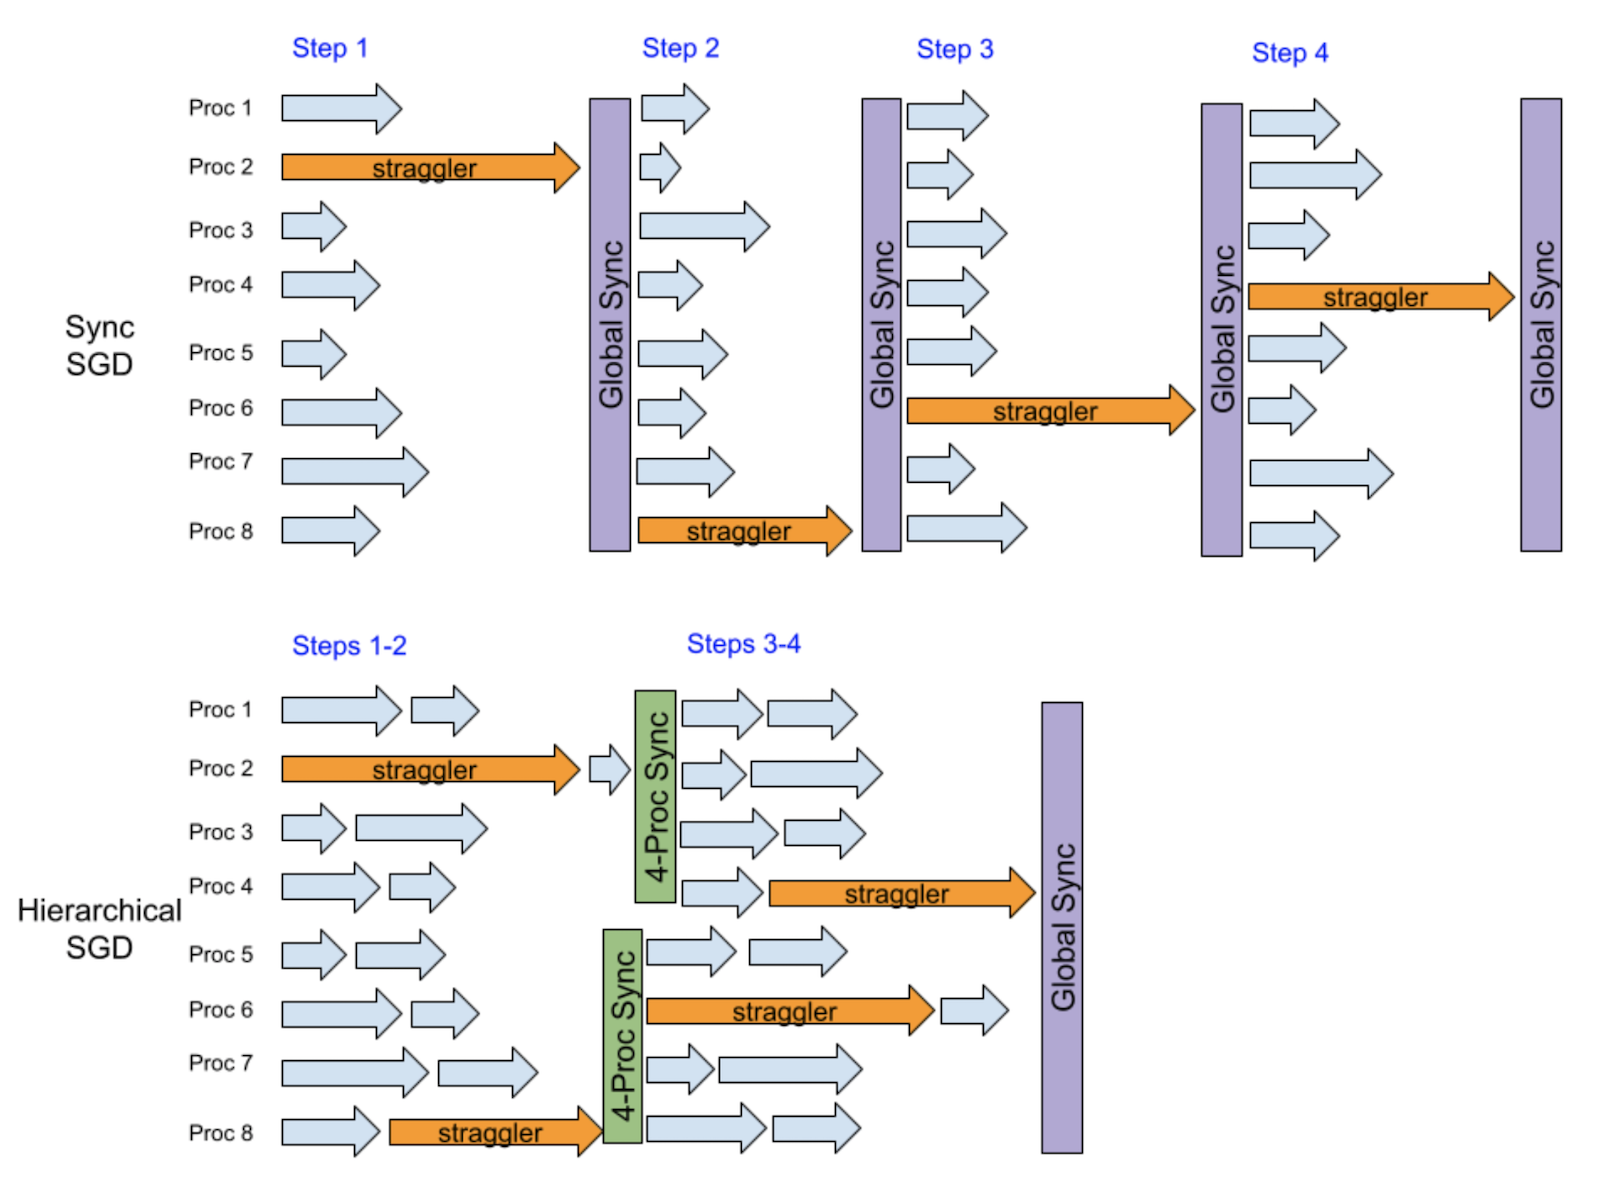 Step 1
Step 2
Step 3
Step 4
Proc 1
Proc 2
straggler
Proc 3
Proc 4
straggler
Proc 5
Proc 6
straggler
Proc 7
Proc 8
straggler
Sync
SGD
Global Sync
Global Sync
Global Sync
Global Sync
Steps 1-2
Steps 3-4
Proc 1
Proc 2
straggler
Proc 3
Proc 4
straggler
Proc 5
Proc 6
straggler
Proc 7
Proc 8
straggler
Hierarchical
SGD
4-Proc Sync
4-Proc Sync
Global Sync